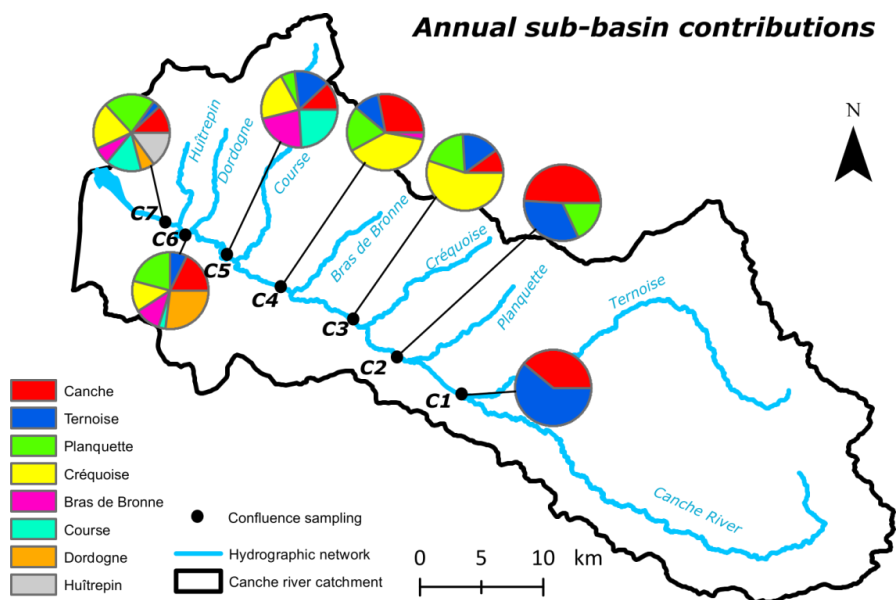 Annual sub-basin contributions
N
Huîtrepin
Dordogne
Course
Bras de Bronne
Créquoise
Planquette
Ternoise
Canche River
C7
C6
C5
C4
C3
C2
C1
Canche
Ternoise
Planquette
Créquoise
Bras de Bronne
Course
Dordogne
Huîtrepin
Confluence sampling
Hydrographic network
Canche river catchment
0 5 10 km